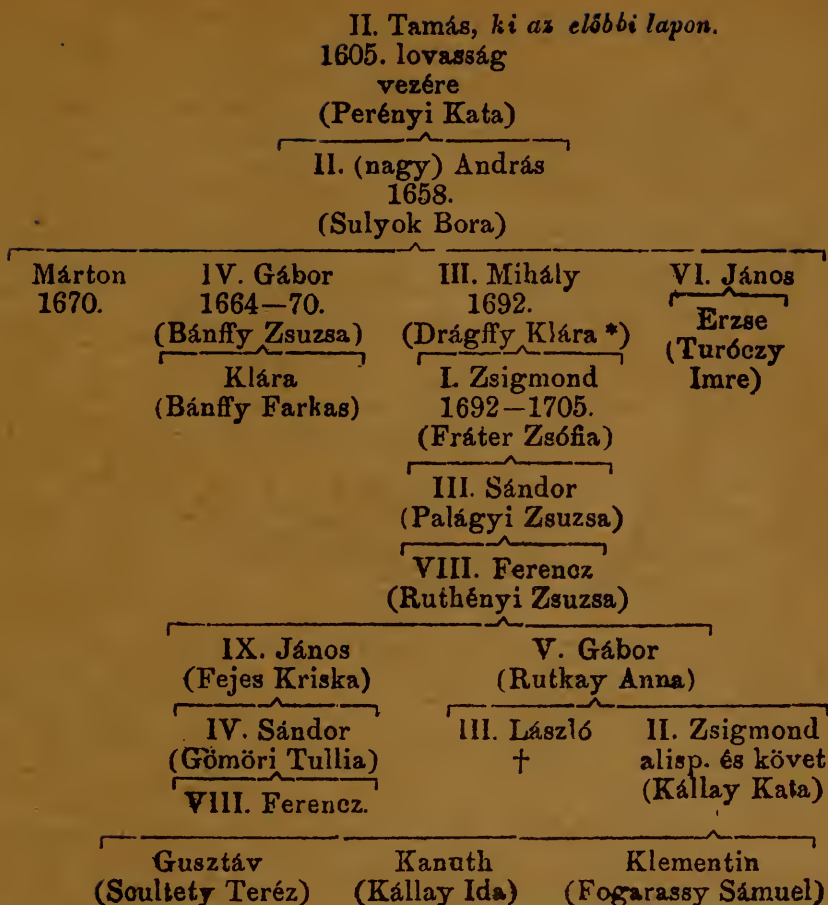 II. Tamás, ki az előbbi lapon.
1605. lovasság
vezére
(Perényi Kata)
II. (nagy) András
1658.
(Sulyok Bora)
Márton IV. Gábor III. Mihály VI. János
1670. 1664—70. 1692. Erzse
(Bánffy Zsuzsa) (Drágffy Klára *) (Turóczy
Klára I. Zsigmond Imre)
(Bánffy Farkas) 1692—1705.
(Fráter Zsófia)
III. Sándor
(Palágyi Zsuzsa)
VIII. Ferencz
(Ruthényi Zsuzsa)
IX. János V. Gábor
(Fejes Kriska) (Rutkay Anna)
IV. Sándor III. László II. Zsigmond
(Gömöri Tullia) † alisp. és követ
VIII. Ferencz. (Kállay Kata)
Gusztáv Kanuth Klementin
(Soultety Teréz) (Kállay Ida) (Fogarassy Sámuel)